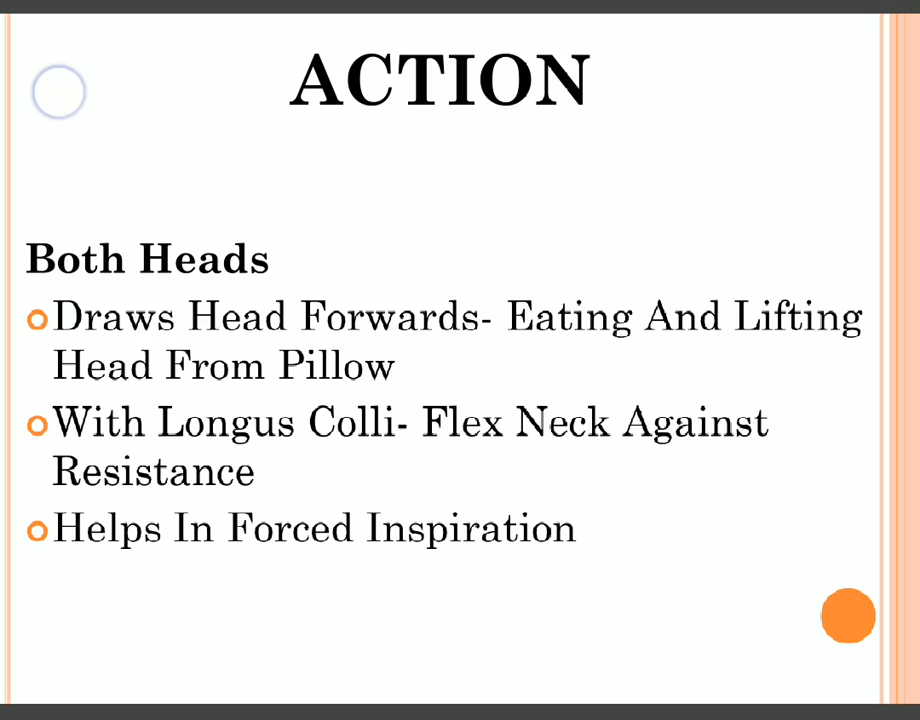 ACTION
Both Heads
Draws Head Forwards- Eating And Lifting
Head From Pillow
With Longus Colli- Flex Neck Against
Resistance
Helps In Forced Inspiration